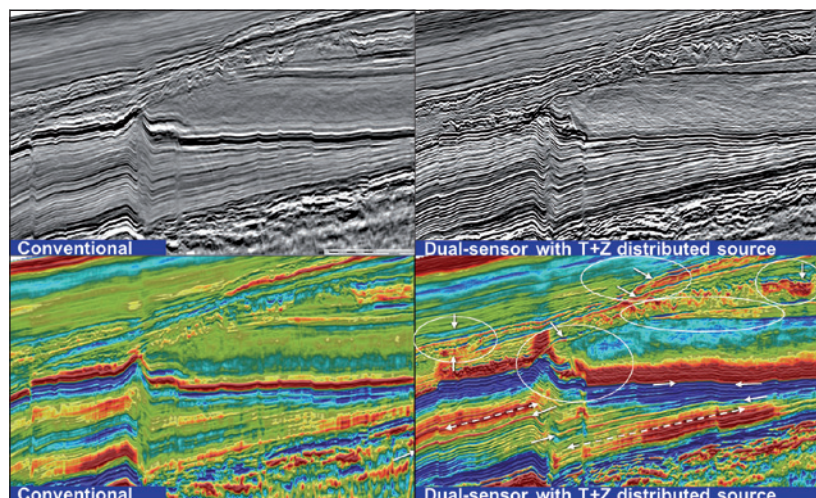 Conventional
Dual-sensor with T+Z distributed source
Conventional
Dual-sensor with T+Z distributed source